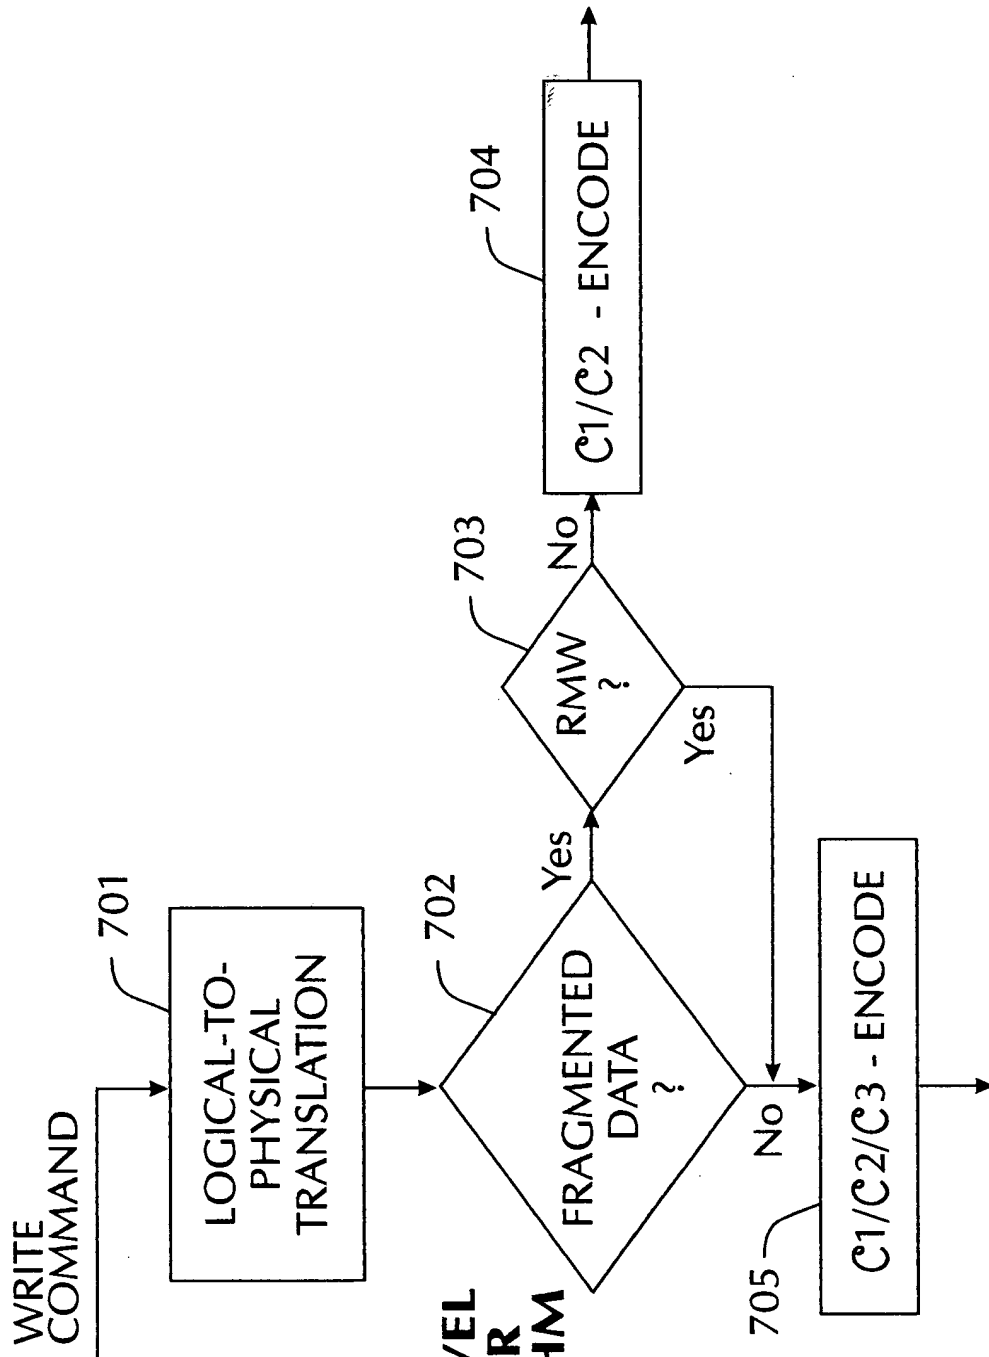 WRITE
COMMAND
701
LOGICAL-TO-
PHYSICAL
TRANSLATION
702
FRAGMENTED
DATA
?
Yes
No
703
RMW
?
No
Yes
704
C1/C2 - ENCODE
705
C1/C2/C3 - ENCODE